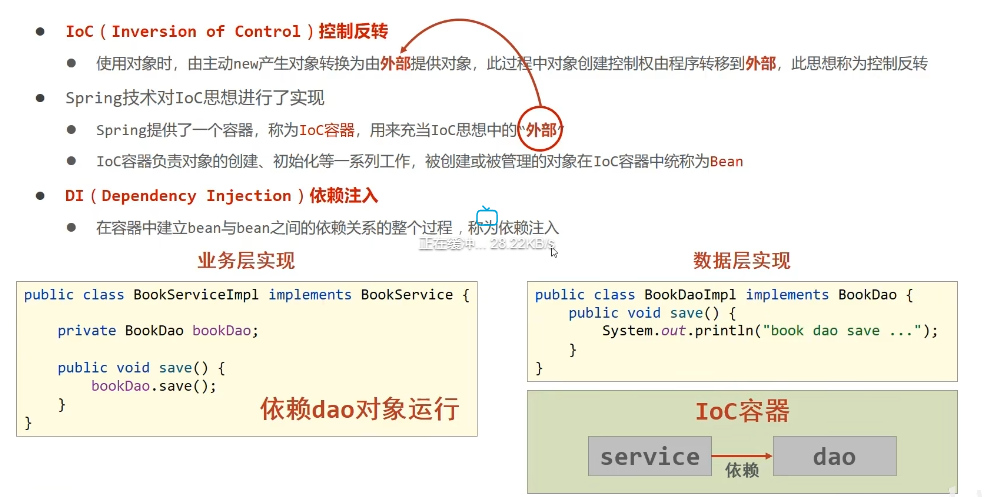 IoC（Inversion of Control）控制反转
使用对象时，由主动new产生对象转换为由外部提供对象，此过程中对象创建控制权由程序转移到外部，此思想称为控制反转
Spring技术对IoC思想进行了实现
Spring提供了一个容器，称为IoC容器，用来充当IoC思想中的“外部”
IoC容器负责对象的创建、初始化等一系列工作，被创建或被管理的对象在IoC容器中统称为Bean
DI（Dependency Injection）依赖注入
在容器中建立bean与bean之间的依赖关系的整个过程，称为依赖注入
正在缓冲... 28.22KB/s
业务层实现
public class BookServiceImpl implements BookService {
private BookDao bookDao;
public void save() {
bookDao.save();
}
}
依赖dao对象运行
数据层实现
public class BookDaoImpl implements BookDao {
public void save() {
System.out.println("book dao save ...");
}
}
IoC容器
service
依赖
dao